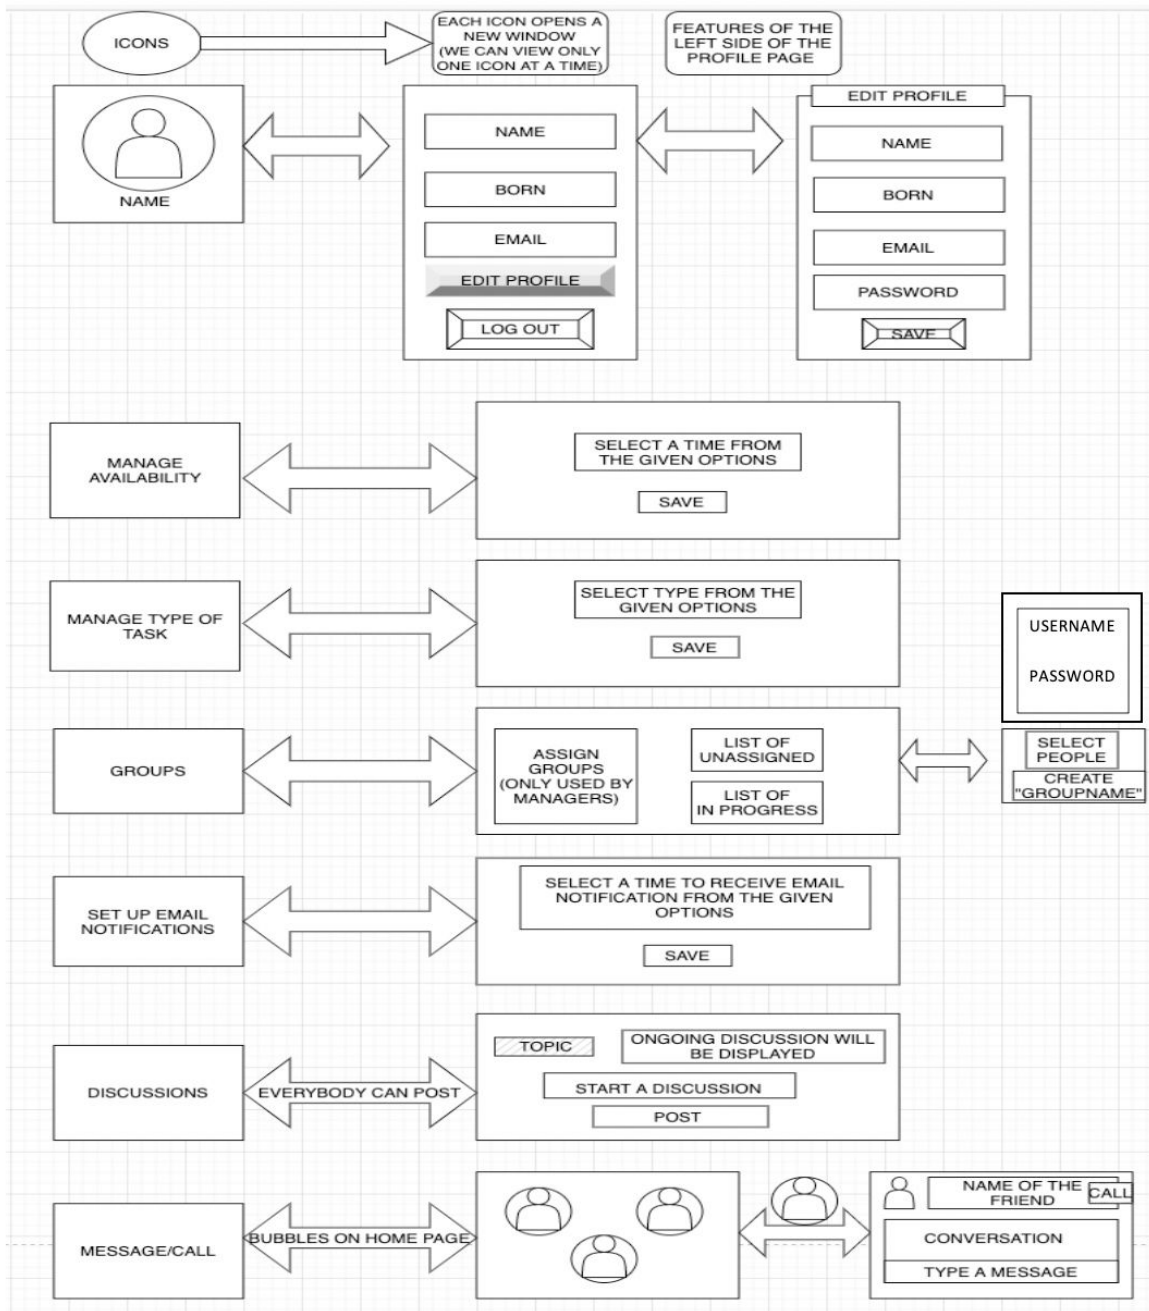 ICONS
EACH ICON OPENS A
NEW WINDOW
(WE CAN VIEW ONLY
ONE ICON AT A TIME)
FEATURES OF THE
LEFT SIDE OF THE
PROFILE PAGE
NAME
NAME
BORN
EMAIL
EDIT PROFILE
LOG OUT
EDIT PROFILE
NAME
BORN
EMAIL
PASSWORD
SAVE
MANAGE
AVAILABILITY
SELECT A TIME FROM
THE GIVEN OPTIONS
SAVE
MANAGE TYPE OF
TASK
SELECT TYPE FROM THE
GIVEN OPTIONS
SAVE
USERNAME
PASSWORD
GROUPS
ASSIGN
GROUPS
(ONLY USED BY
MANAGERS)
LIST OF
UNASSIGNED
LIST OF
IN PROGRESS
SELECT
PEOPLE
CREATE
"GROUPNAME"
SET UP EMAIL
NOTIFICATIONS
SELECT A TIME TO RECEIVE EMAIL
NOTIFICATION FROM THE GIVEN
OPTIONS
SAVE
DISCUSSIONS
EVERYBODY CAN POST
TOPIC
ONGOING DISCUSSION WILL
BE DISPLAYED
START A DISCUSSION
POST
MESSAGE/CALL
BUBBLES ON HOME PAGE
NAME OF THE
FRIEND
CALL
CONVERSATION
TYPE A MESSAGE